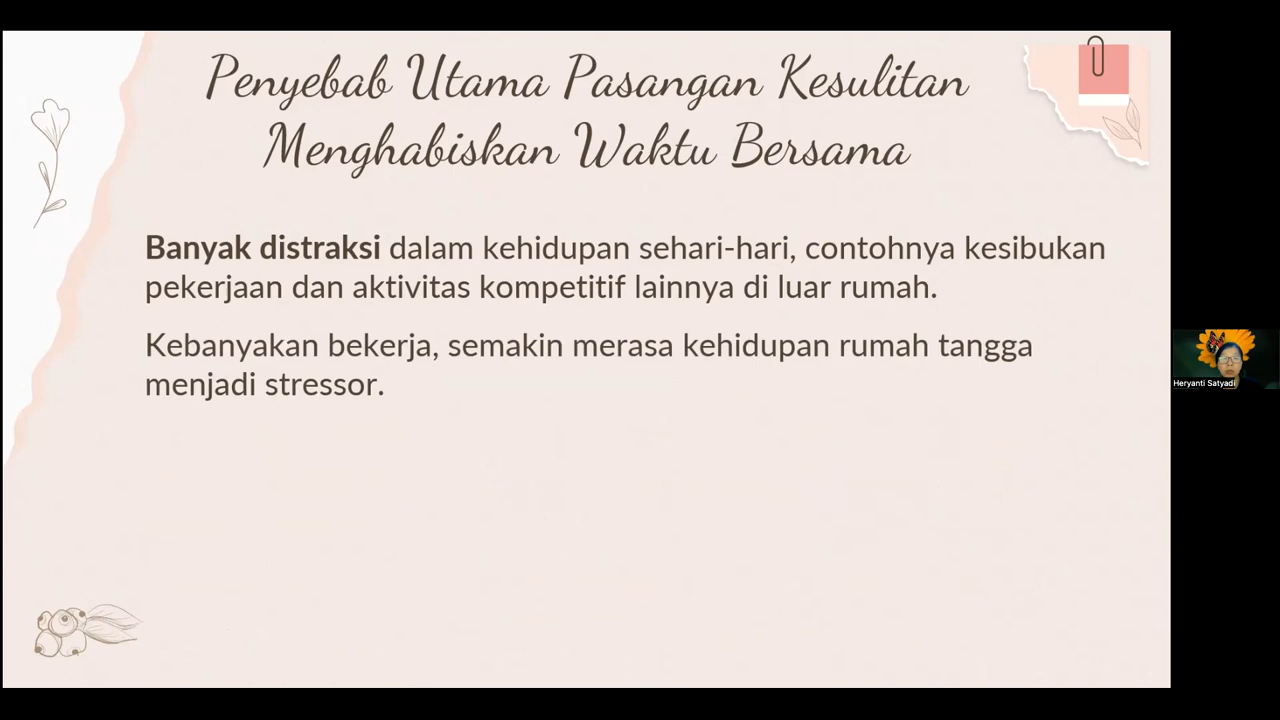 Penyebab Utama Pasangan Kesulitan
Menghabiskan Waktu Bersama
Banyak distraksi dalam kehidupan sehari-hari, contohnya kesibukan
pekerjaan dan aktivitas kompetitif lainnya di luar rumah.
Kebanyakan bekerja, semakin merasa kehidupan rumah tangga
menjadi stressor.
Heryanti Satyadi